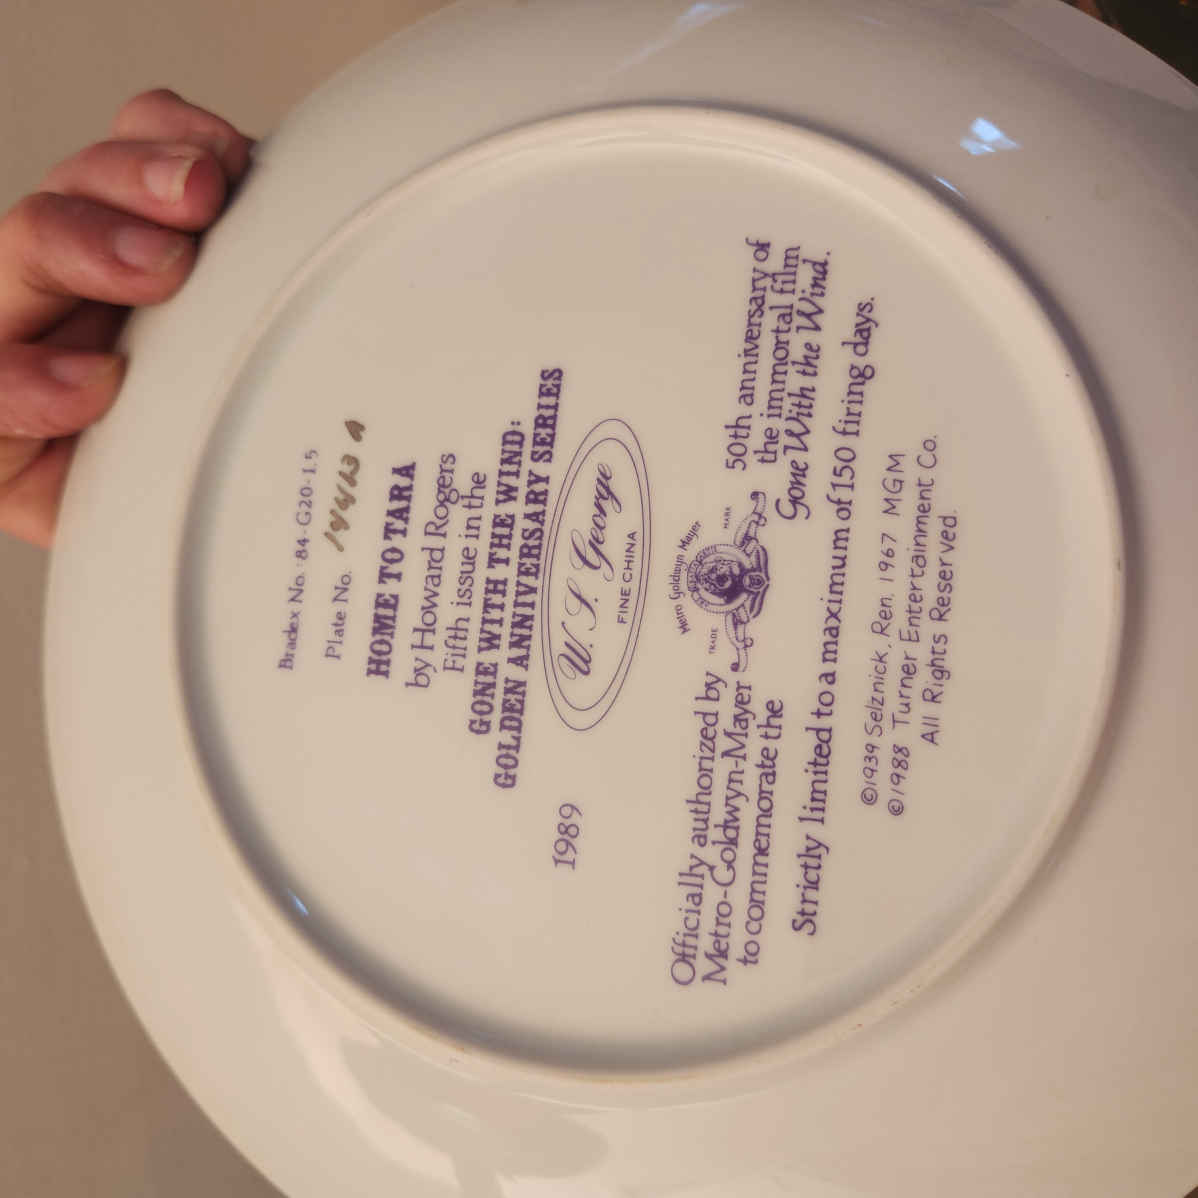 Bradex No. 84-G20-1.5
Plate No. 14423 A
HOME TO TARA
by Howard Rogers
Fifth issue in the
GONE WITH THE WIND:
GOLDEN ANNIVERSARY SERIES
1989
W. S. George
FINE CHINA
Metro Goldwyn Mayer
TRADE
MARK
Officially authorized by
Metro-Goldwyn-Mayer
to commemorate the
50th anniversary of
the immortal film
Gone With the Wind.
Strictly limited to a maximum of 150 firing days.
©1939 Selznick, Ren. 1967 MGM
©1988 Turner Entertainment Co.
All Rights Reserved.